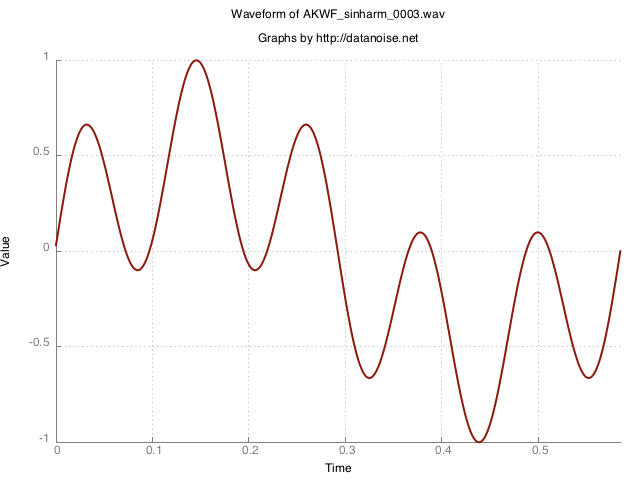 Waveform of AKWF_sinharm_0003.wav
Graphs by http://datanoise.net
1
0.5
0
-0.5
-1
Value
0 0.1 0.2 0.3 0.4 0.5
Time